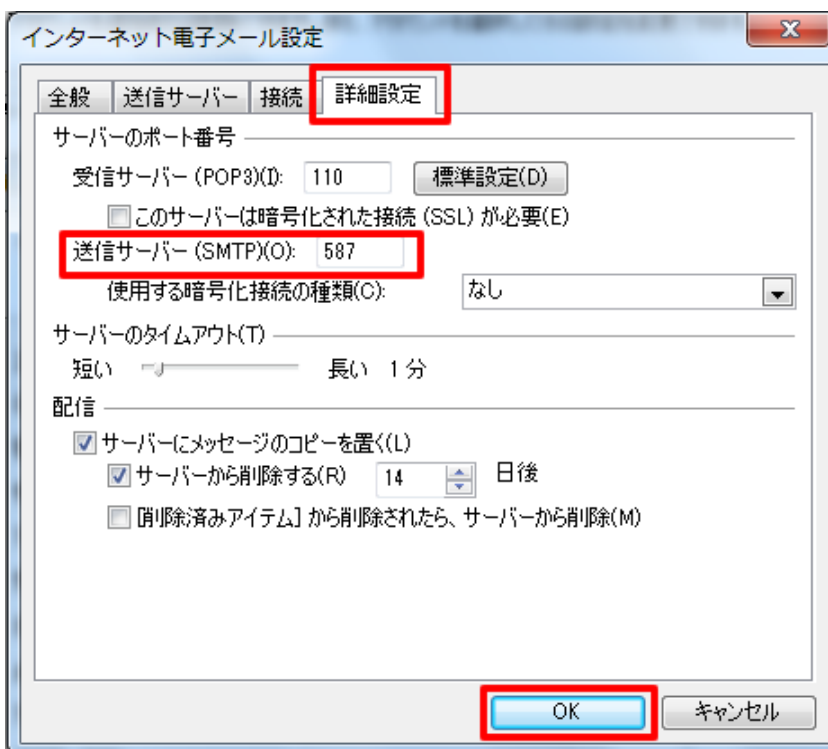 インターネット電子メール設定
全般 送信サーバー 接続 詳細設定
サーバーのポート番号
受信サーバー (POP3)(I): 110 標準設定(D)
このサーバーは暗号化された接続 (SSL) が必要(E)
送信サーバー (SMTP)(O): 587
使用する暗号化接続の種類(C): なし
サーバーのタイムアウト(T)
短い 長い 1 分
配信
サーバーにメッセージのコピーを置く(L)
サーバーから削除する(R) 14 日後
[削除済みアイテム] から削除されたら、サーバーから削除(M)
OK キャンセル